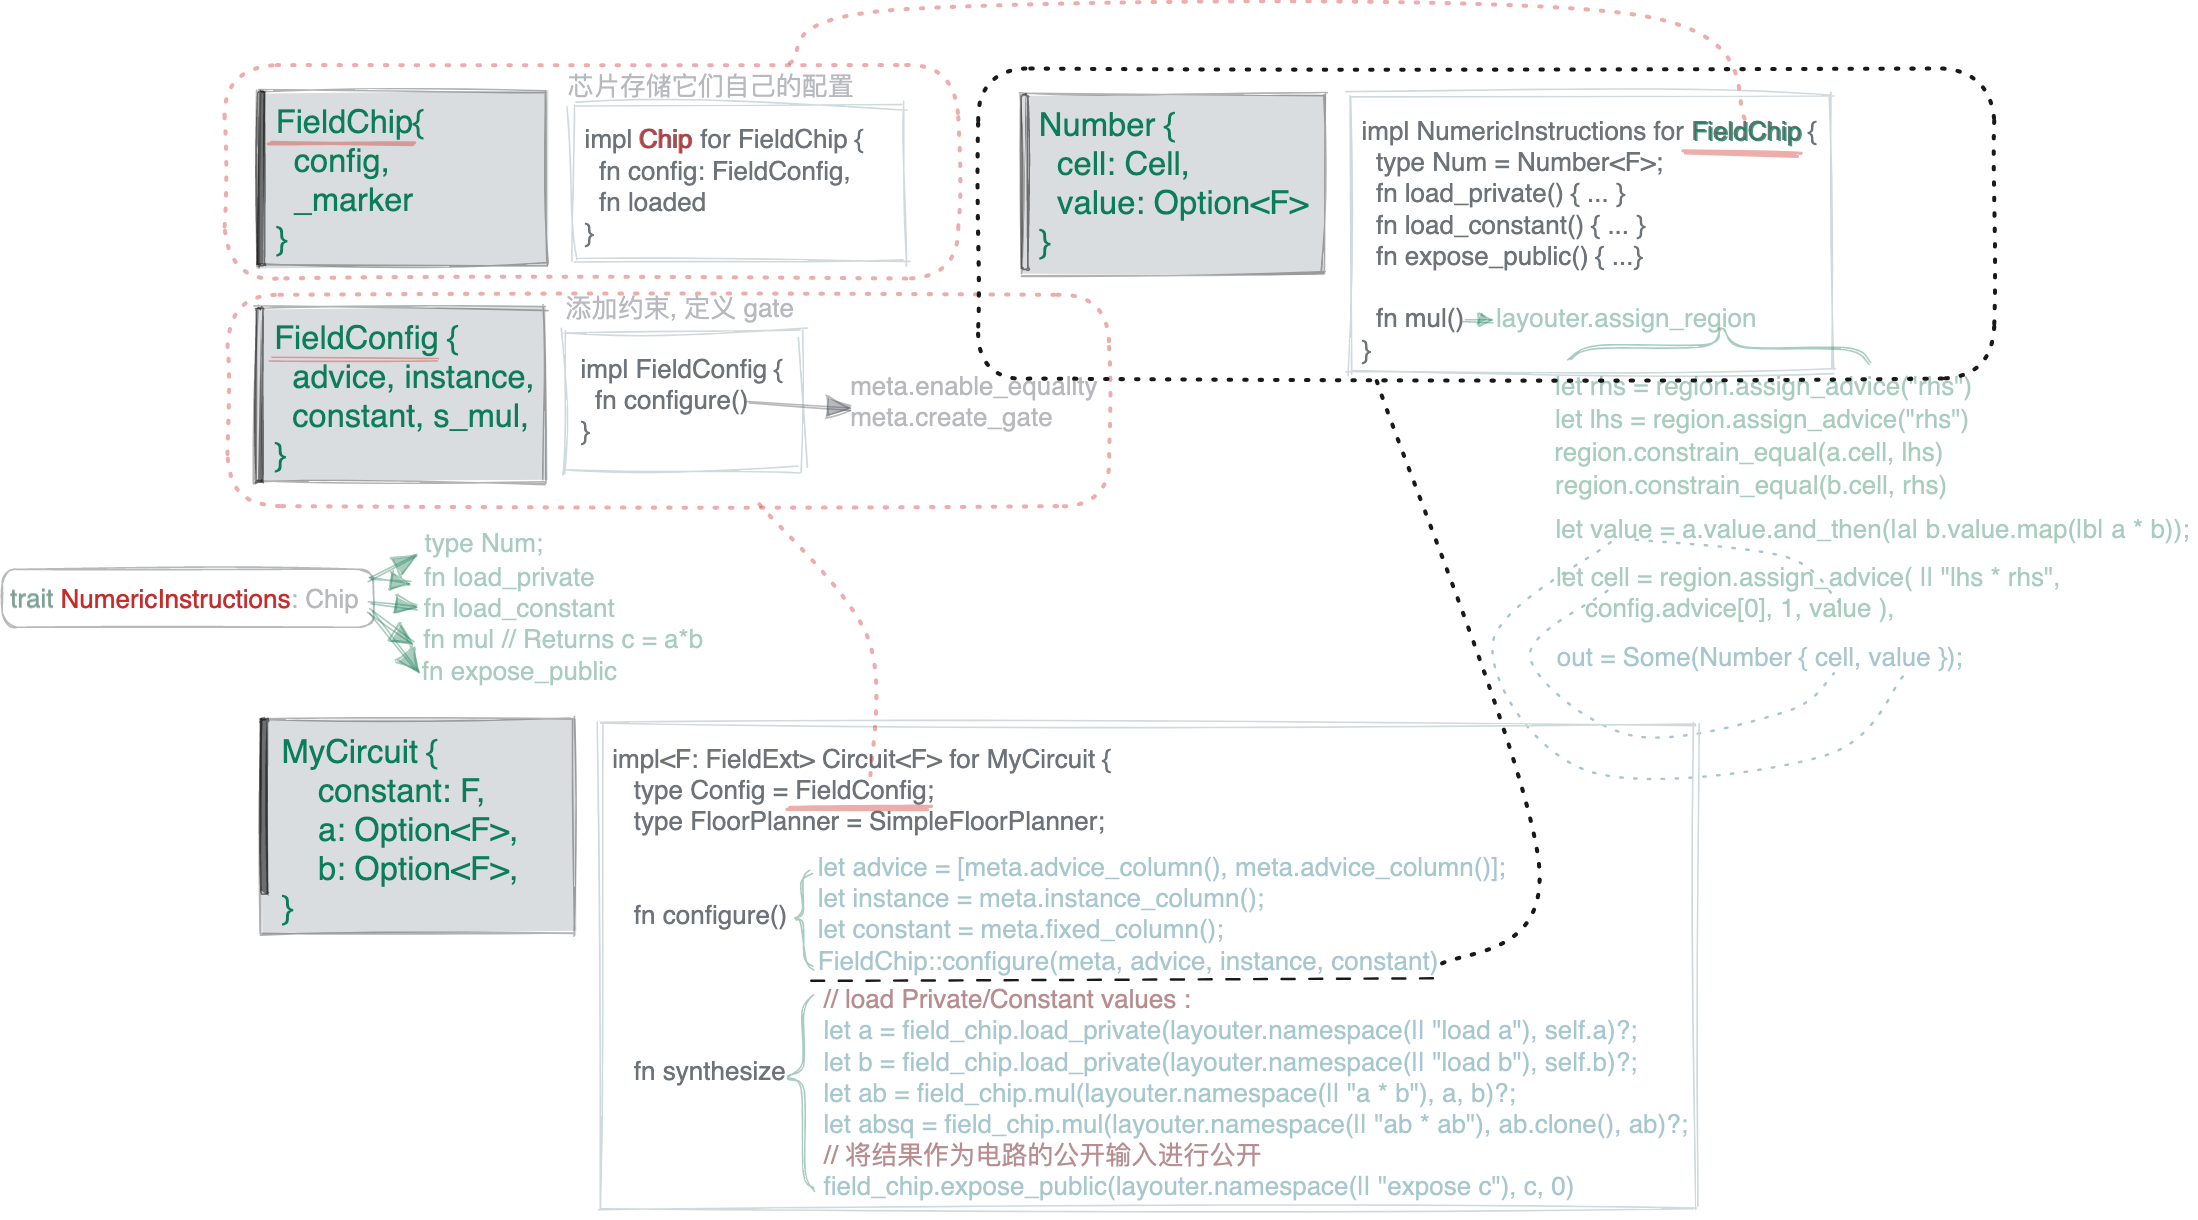 芯片存储它们自己的配置
FieldChip{
config,
_marker
}
impl Chip for FieldChip {
fn config: FieldConfig,
fn loaded
}
Number {
cell: Cell,
value: Option<F>
}
impl NumericInstructions for FieldChip {
type Num = Number<F>;
fn load_private() { ... }
fn load_constant() { ... }
fn expose_public() { ...}
fn mul() layouter.assign_region
}
let rhs = region.assign_advice("rhs")
let lhs = region.assign_advice("rhs")
region.constrain_equal(a.cell, lhs)
region.constrain_equal(b.cell, rhs)
let value = a.value.and_then(|a| b.value.map(|b| a * b));
let cell = region.assign_advice( || "lhs * rhs",
config.advice[0], 1, value ),
out = Some(Number { cell, value });
添加约束, 定义 gate
FieldConfig {
advice, instance,
constant, s_mul,
}
impl FieldConfig {
fn configure()
}
meta.enable_equality
meta.create_gate
trait NumericInstructions: Chip
type Num;
fn load_private
fn load_constant
fn mul // Returns c = a*b
fn expose_public
MyCircuit {
constant: F,
a: Option<F>,
b: Option<F>,
}
impl<F: FieldExt> Circuit<F> for MyCircuit {
type Config = FieldConfig;
type FloorPlanner = SimpleFloorPlanner;
fn configure()
let advice = [meta.advice_column(), meta.advice_column()];
let instance = meta.instance_column();
let constant = meta.fixed_column();
FieldChip::configure(meta, advice, instance, constant)
fn synthesize
// load Private/Constant values :
let a = field_chip.load_private(layouter.namespace(|| "load a"), self.a)?;
let b = field_chip.load_private(layouter.namespace(|| "load b"), self.b)?;
let ab = field_chip.mul(layouter.namespace(|| "a * b"), a, b)?;
let absq = field_chip.mul(layouter.namespace(|| "ab * ab"), ab.clone(), ab)?;
// 将结果作为电路的公开输入进行公开
field_chip.expose_public(layouter.namespace(|| "expose c"), c, 0)